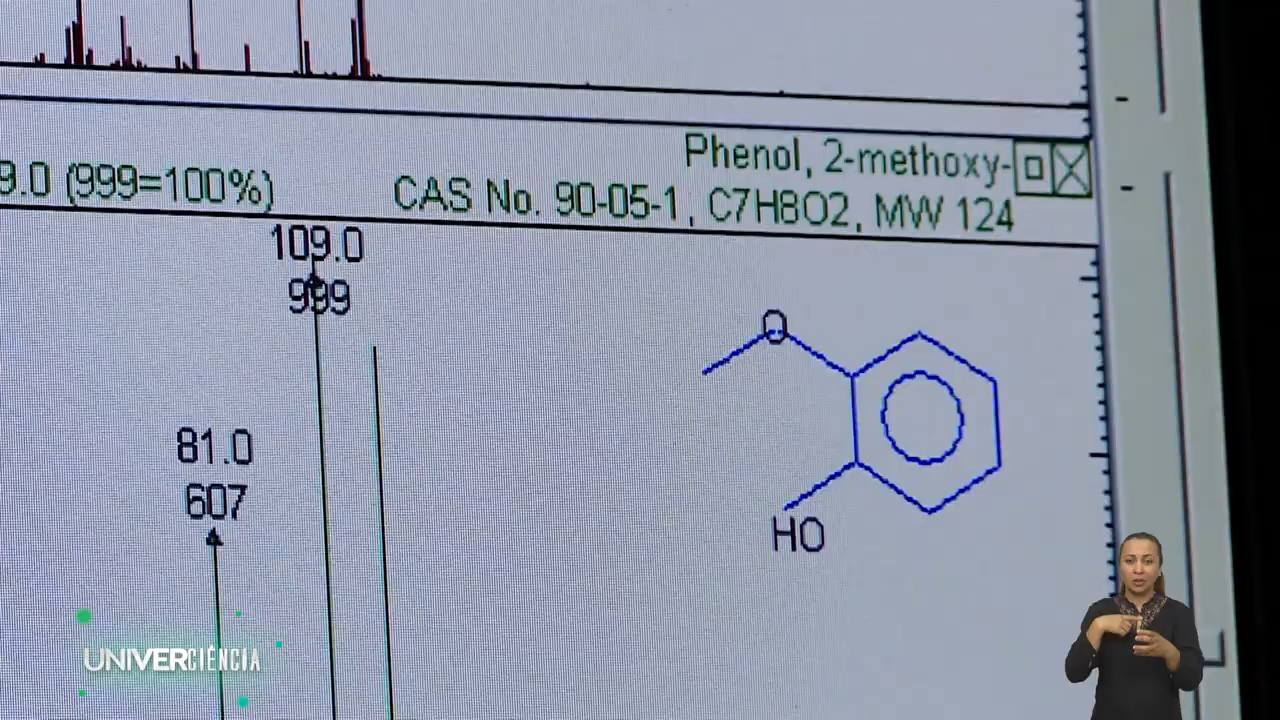 Phenol, 2-methoxy-
9.0 (999=100%)
CAS No. 90-05-1, C7H8O2, MW 124
109.0
999
81.0
607
O
HO
UNIVERCIÊNCIA